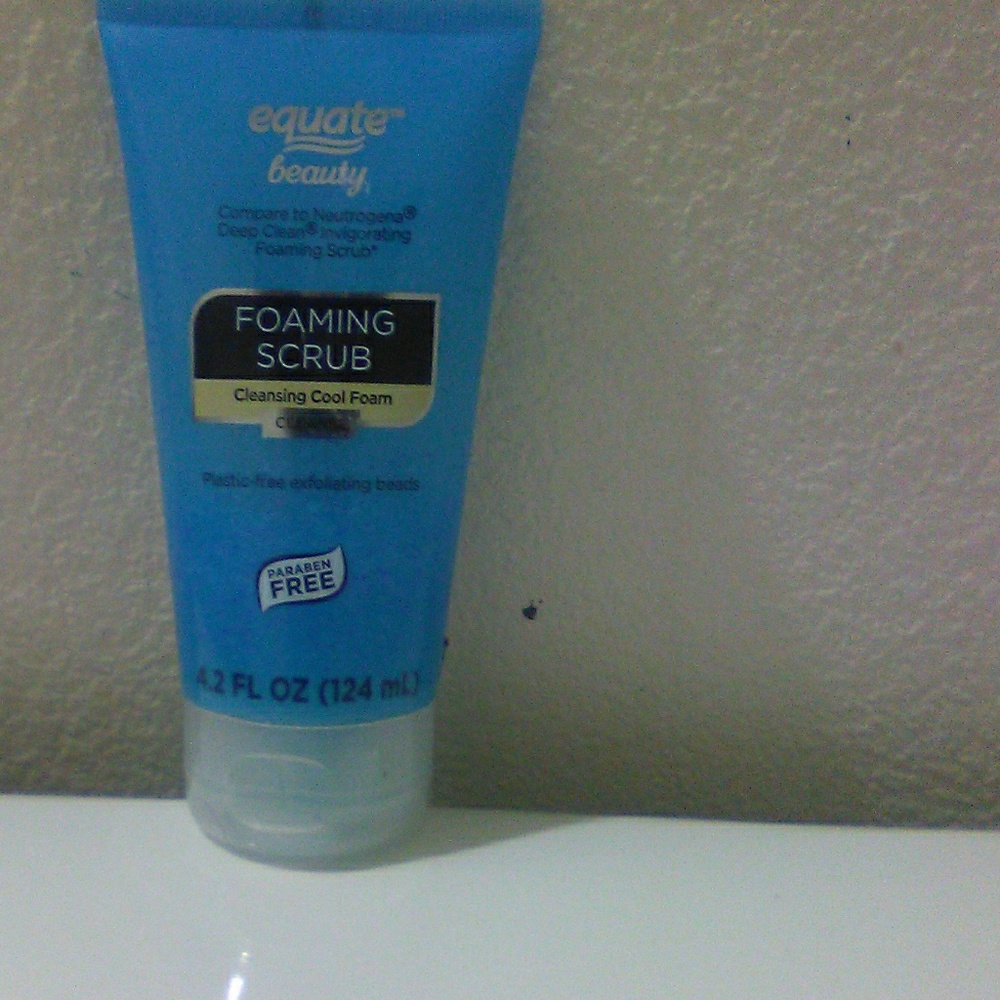 equate™
beauty
Compare to Neutrogena®
Deep Clean® Invigorating
Foaming Scrub*
FOAMING
SCRUB
Cleansing Cool Foam
Plastic-free exfoliating beads
PARABEN
FREE
4.2 FL OZ (124 mL)